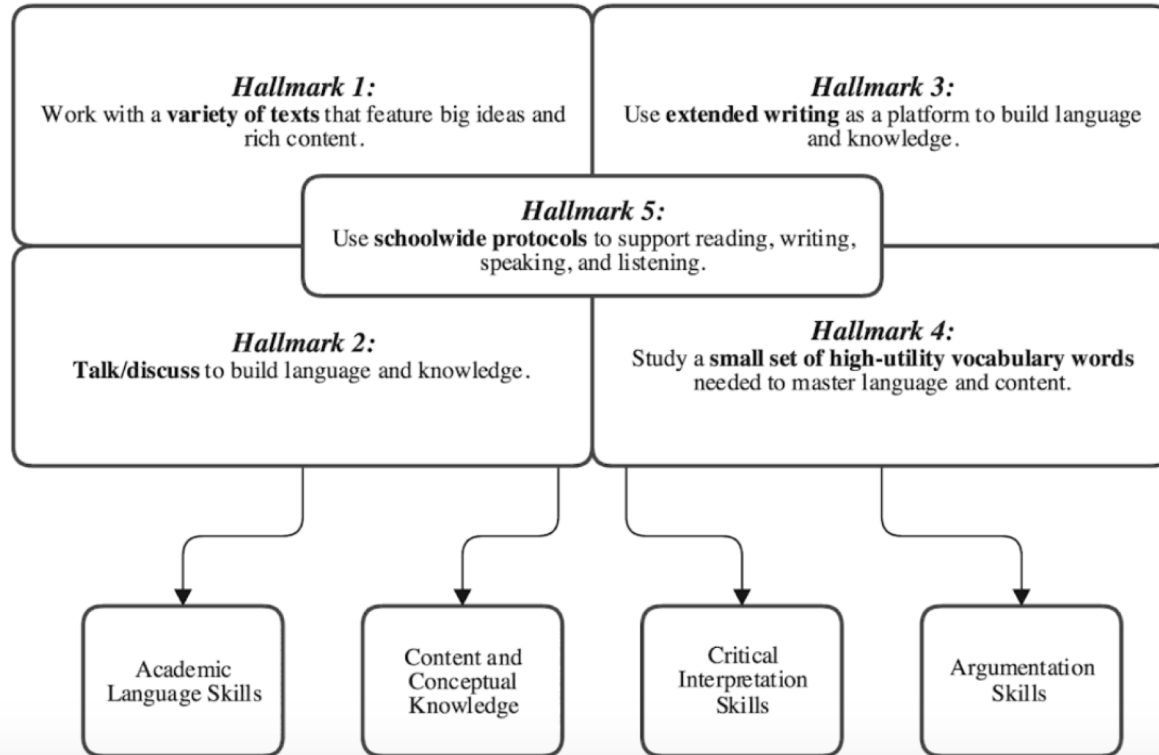 Hallmark 1:
Work with a variety of texts that feature big ideas and
rich content.
Hallmark 3:
Use extended writing as a platform to build language
and knowledge.
Hallmark 5:
Use schoolwide protocols to support reading, writing,
speaking, and listening.
Hallmark 2:
Talk/discuss to build language and knowledge.
Hallmark 4:
Study a small set of high-utility vocabulary words
needed to master language and content.
Academic
Language Skills
Content and
Conceptual
Knowledge
Critical
Interpretation
Skills
Argumentation
Skills